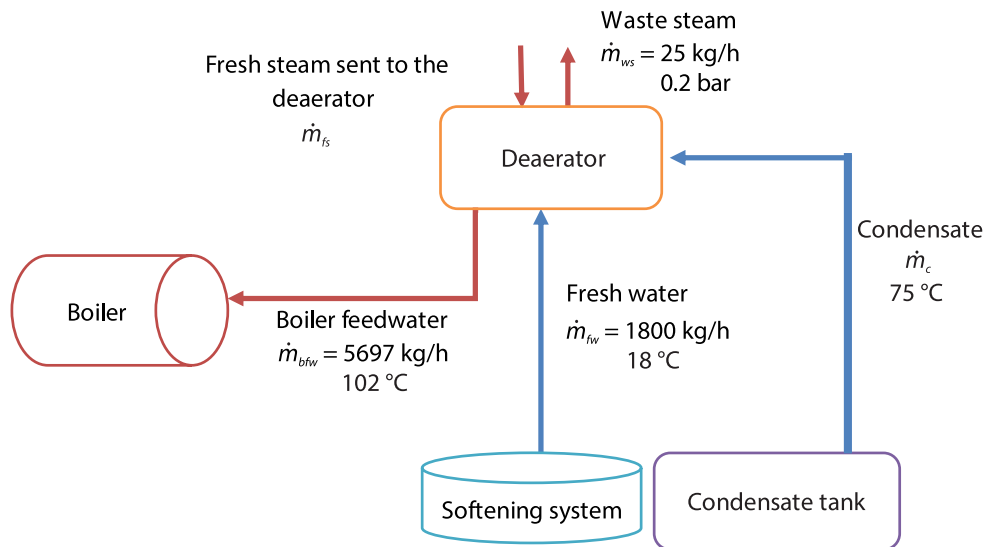 Waste steam
ṁws = 25 kg/h
0.2 bar
Fresh steam sent to the
deaerator
ṁfs
Deaerator
Condensate
ṁc
75 °C
Boiler
Boiler feedwater
ṁbfw = 5697 kg/h
102 °C
Fresh water
ṁfw = 1800 kg/h
18 °C
Softening system
Condensate tank